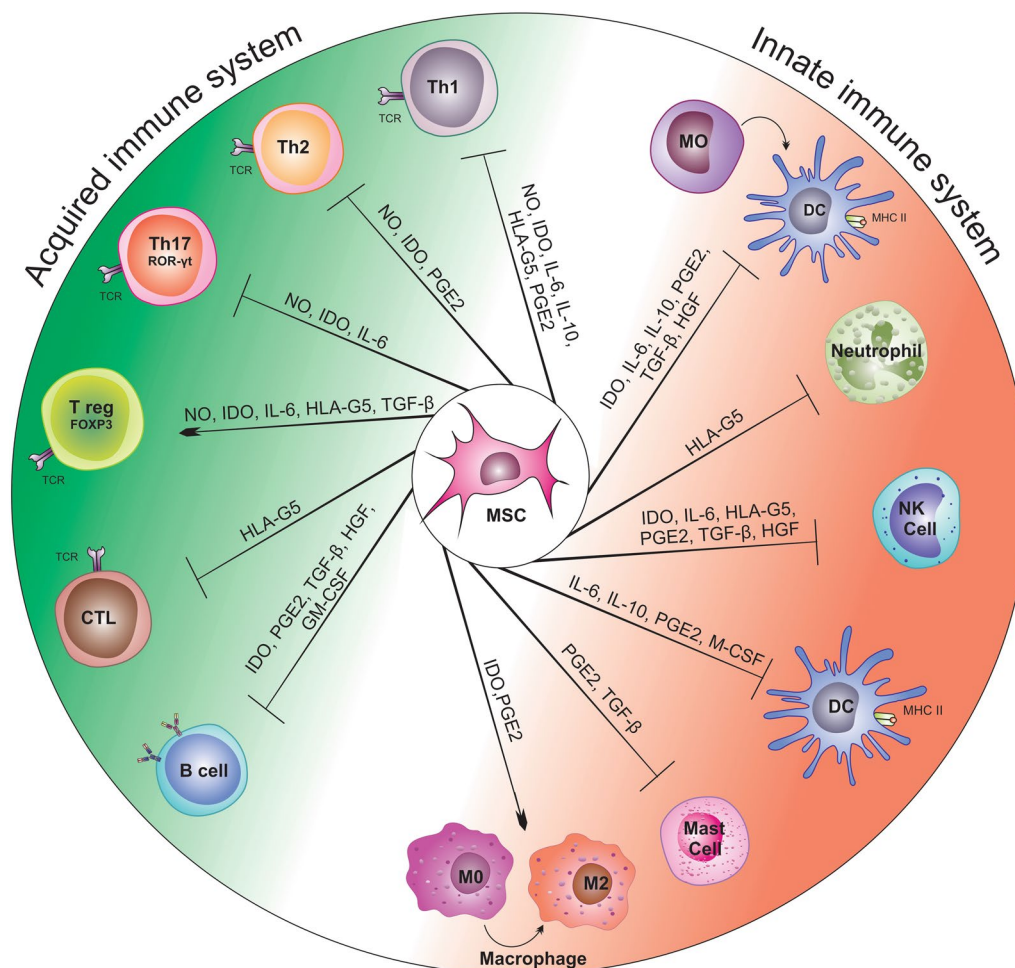 Acquired immune system
Innate immune system
Th1
TCR
Th2
TCR
Th17
ROR-γt
TCR
T reg
FOXP3
TCR
TCR
CTL
B cell
MO
DC
MHC II
Neutrophil
NK
Cell
DC
MHC II
Mast
Cell
M0
M2
Macrophage
MSC
NO, IDO, IL-6, IL-10,
HLA-G5, PGE2
NO, IDO, PGE2
NO, IDO, IL-6
NO, IDO, IL-6, HLA-G5, TGF-β
HLA-G5
IDO, PGE2, TGF-β, HGF,
GM-CSF
IDO,PGE2
PGE2, TGF-β
IL-6, IL-10, PGE2, M-CSF
IDO, IL-6, HLA-G5,
PGE2, TGF-β, HGF
HLA-G5
IDO, IL-6, IL-10, PGE2,
TGF-β, HGF